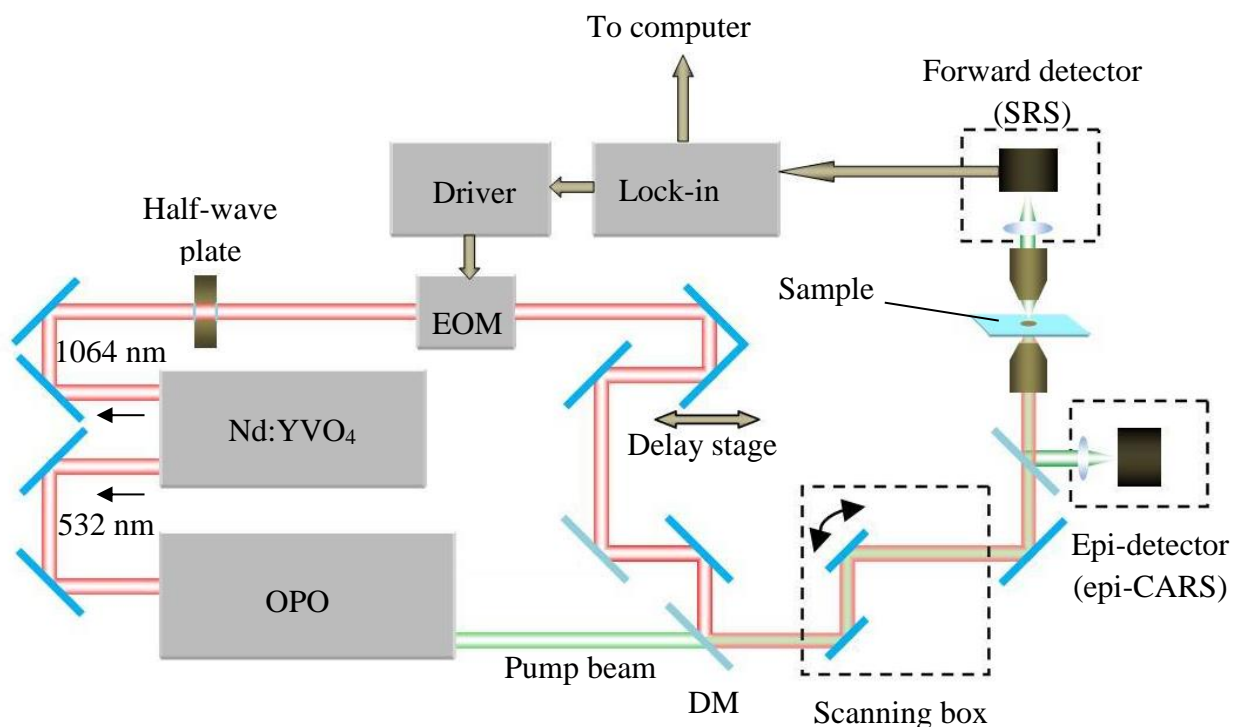 To computer
Forward detector
(SRS)
Driver
Lock-in
Half-wave
plate
Sample
EOM
1064 nm
Nd:YVO₄
Delay stage
532 nm
Epi-detector
(epi-CARS)
OPO
Pump beam
DM
Scanning box